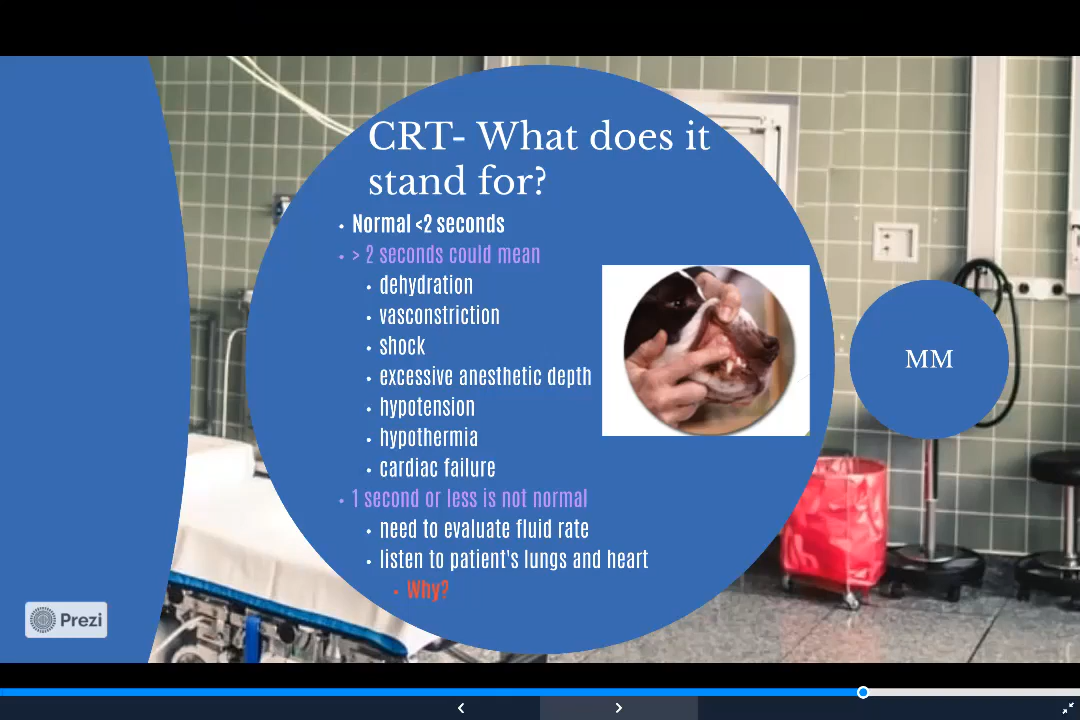 CRT- What does it
stand for?
• Normal <2 seconds
• > 2 seconds could mean
• dehydration
• vasconstriction
• shock
• excessive anesthetic depth
• hypotension
• hypothermia
• cardiac failure
• 1 second or less is not normal
• need to evaluate fluid rate
• listen to patient's lungs and heart
• Why?
MM
Prezi